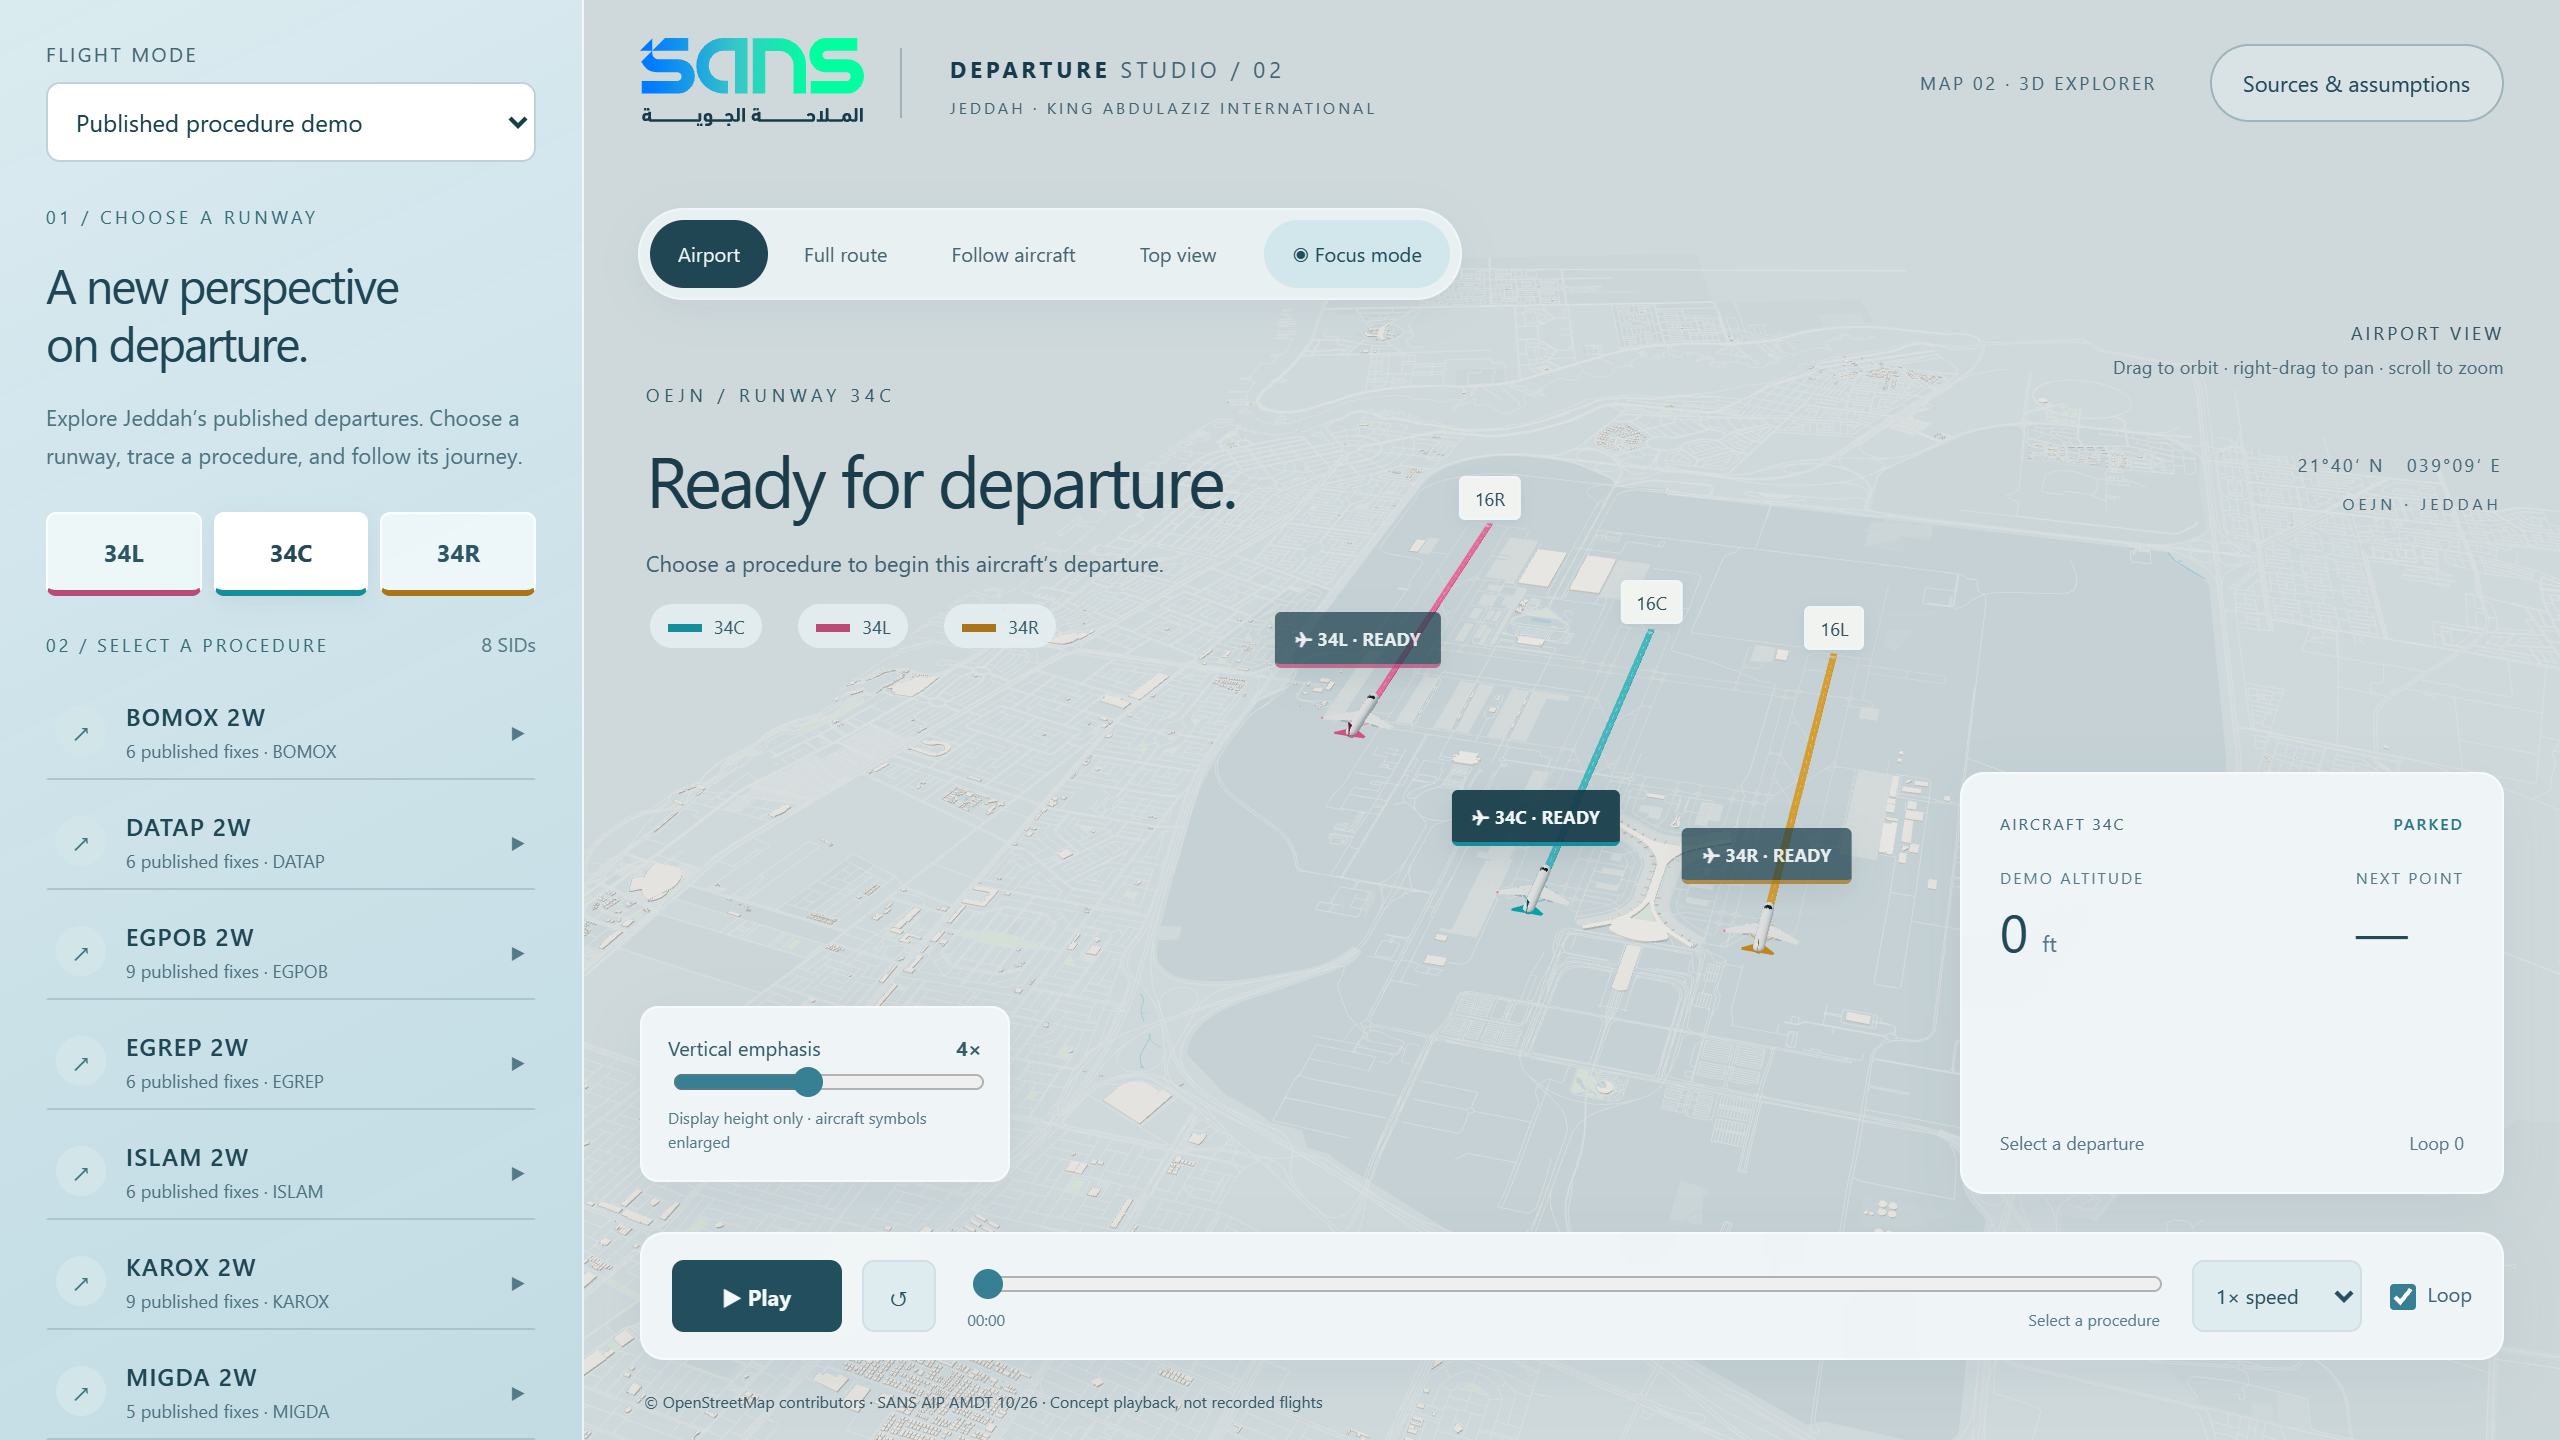 FLIGHT MODE
Published procedure demo
01 / CHOOSE A RUNWAY
A new perspective
on departure.
Explore Jeddah’s published departures. Choose a
runway, trace a procedure, and follow its journey.
34L
34C
34R
02 / SELECT A PROCEDURE
8 SIDs
BOMOX 2W
6 published fixes · BOMOX
DATAP 2W
6 published fixes · DATAP
EGPOB 2W
9 published fixes · EGPOB
EGREP 2W
6 published fixes · EGREP
ISLAM 2W
6 published fixes · ISLAM
KAROX 2W
9 published fixes · KAROX
MIGDA 2W
5 published fixes · MIGDA
sans
الملاحة الجوية
DEPARTURE STUDIO / 02
JEDDAH · KING ABDULAZIZ INTERNATIONAL
MAP 02 · 3D EXPLORER
Sources & assumptions
Airport
Full route
Follow aircraft
Top view
Focus mode
AIRPORT VIEW
Drag to orbit · right-drag to pan · scroll to zoom
21°40′ N 039°09′ E
OEJN · JEDDAH
OEJN / RUNWAY 34C
Ready for departure.
Choose a procedure to begin this aircraft’s departure.
34C
34L
34R
16R
16C
16L
✈ 34L · READY
✈ 34C · READY
✈ 34R · READY
AIRCRAFT 34C
PARKED
DEMO ALTITUDE
NEXT POINT
0 ft
—
Select a departure
Loop 0
Vertical emphasis
4×
Display height only · aircraft symbols
enlarged
▶ Play
↺
00:00
Select a procedure
1× speed
Loop
© OpenStreetMap contributors · SANS AIP AMDT 10/26 · Concept playback, not recorded flights